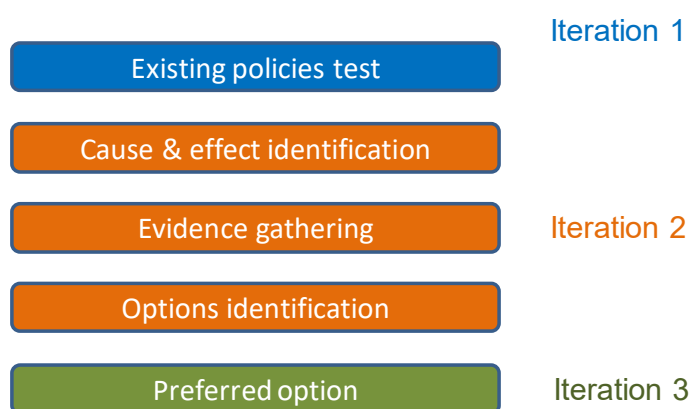 Iteration 1
Existing policies test
Cause & effect identification
Evidence gathering
Iteration 2
Options identification
Preferred option
Iteration 3